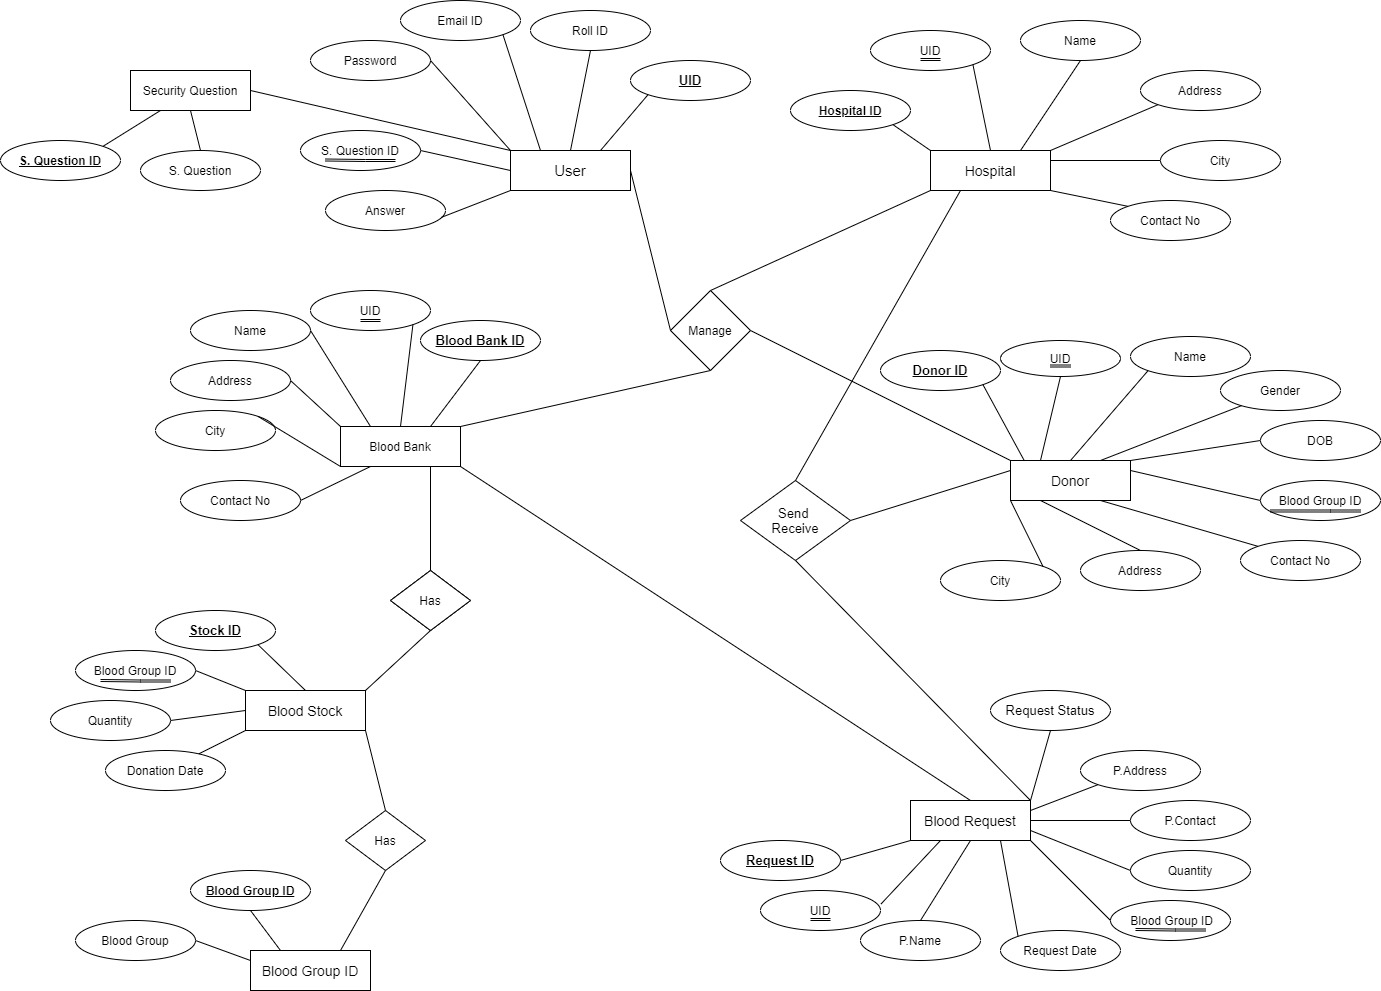 Email ID
Roll ID
Password
UID
Security Question
S. Question ID
S. Question
S. Question ID
User
Answer
UID
Name
Hospital ID
Address
City
Hospital
Contact No
UID
Name
Blood Bank ID
Address
City
Blood Bank
Contact No
Manage
Donor ID
UID
Name
Gender
DOB
Donor
Blood Group ID
Contact No
Address
City
Send
Receive
Has
Stock ID
Blood Group ID
Quantity
Blood Stock
Donation Date
Has
Blood Group ID
Blood Group
Blood Group ID
Request Status
P.Address
P.Contact
Blood Request
Request ID
Quantity
UID
Blood Group ID
P.Name
Request Date